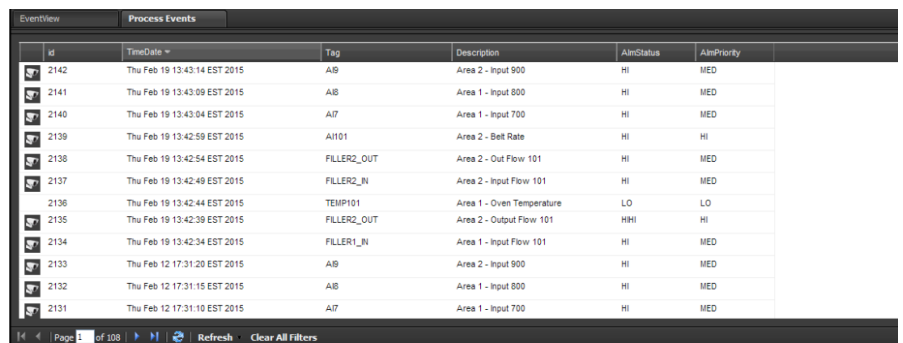 EventView Process Events
id TimeDate Tag Description AlmStatus AlmPriority
2142 Thu Feb 19 13:43:14 EST 2015 AI9 Area 2 - Input 900 HI MED
2141 Thu Feb 19 13:43:09 EST 2015 AI8 Area 1 - Input 800 HI MED
2140 Thu Feb 19 13:43:04 EST 2015 AI7 Area 1 - Input 700 HI MED
2139 Thu Feb 19 13:42:59 EST 2015 AI101 Area 2 - Belt Rate HI HI
2138 Thu Feb 19 13:42:54 EST 2015 FILLER2_OUT Area 2 - Out Flow 101 HI MED
2137 Thu Feb 19 13:42:49 EST 2015 FILLER2_IN Area 2 - Input Flow 101 HI MED
2136 Thu Feb 19 13:42:44 EST 2015 TEMP101 Area 1 - Oven Temperature LO LO
2135 Thu Feb 19 13:42:39 EST 2015 FILLER2_OUT Area 2 - Output Flow 101 HIHI HI
2134 Thu Feb 19 13:42:34 EST 2015 FILLER1_IN Area 1 - Input Flow 101 HI MED
2133 Thu Feb 12 17:31:20 EST 2015 AI9 Area 2 - Input 900 HI MED
2132 Thu Feb 12 17:31:15 EST 2015 AI8 Area 1 - Input 800 HI MED
2131 Thu Feb 12 17:31:10 EST 2015 AI7 Area 1 - Input 700 HI MED
Page 1 of 108 Refresh Clear All Filters